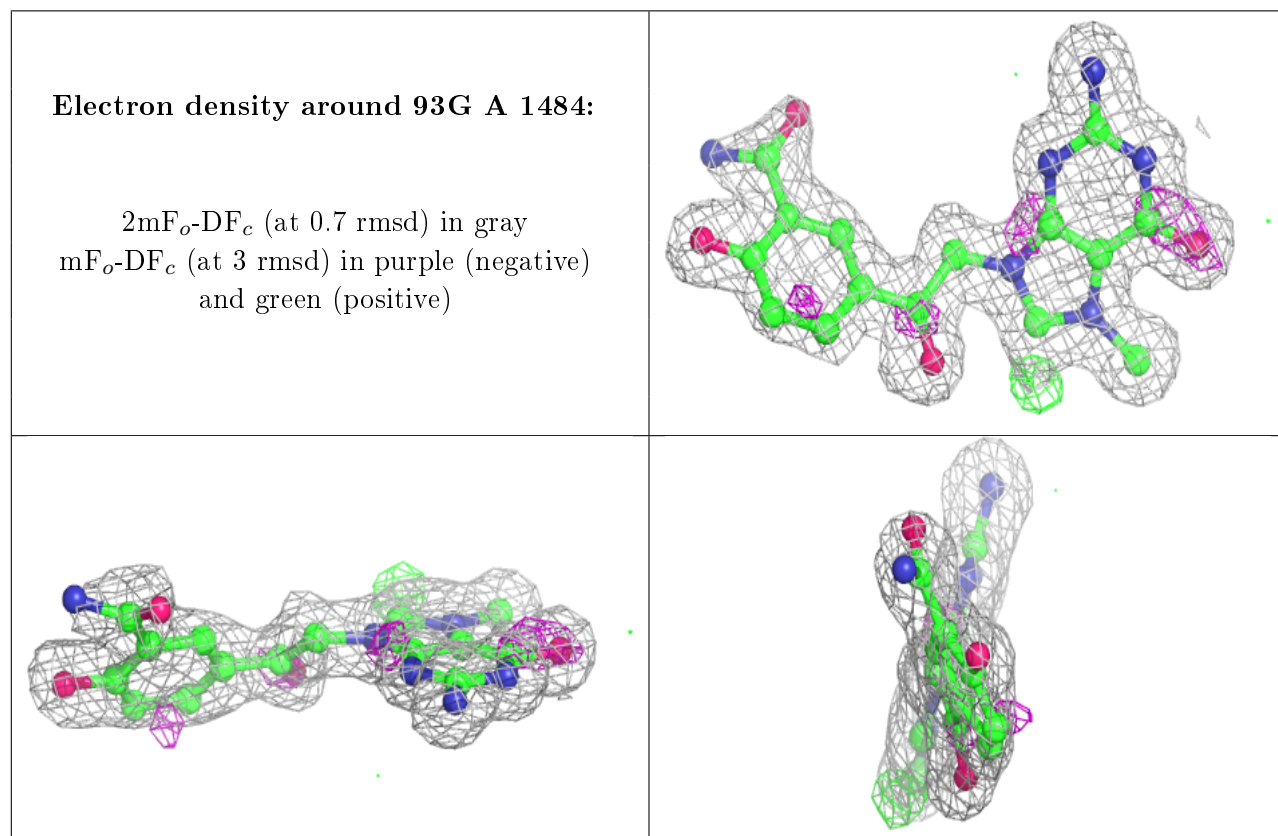 Electron density around 93G A 1484:
2mFo-DFc (at 0.7 rmsd) in gray
mFo-DFc (at 3 rmsd) in purple (negative)
and green (positive)